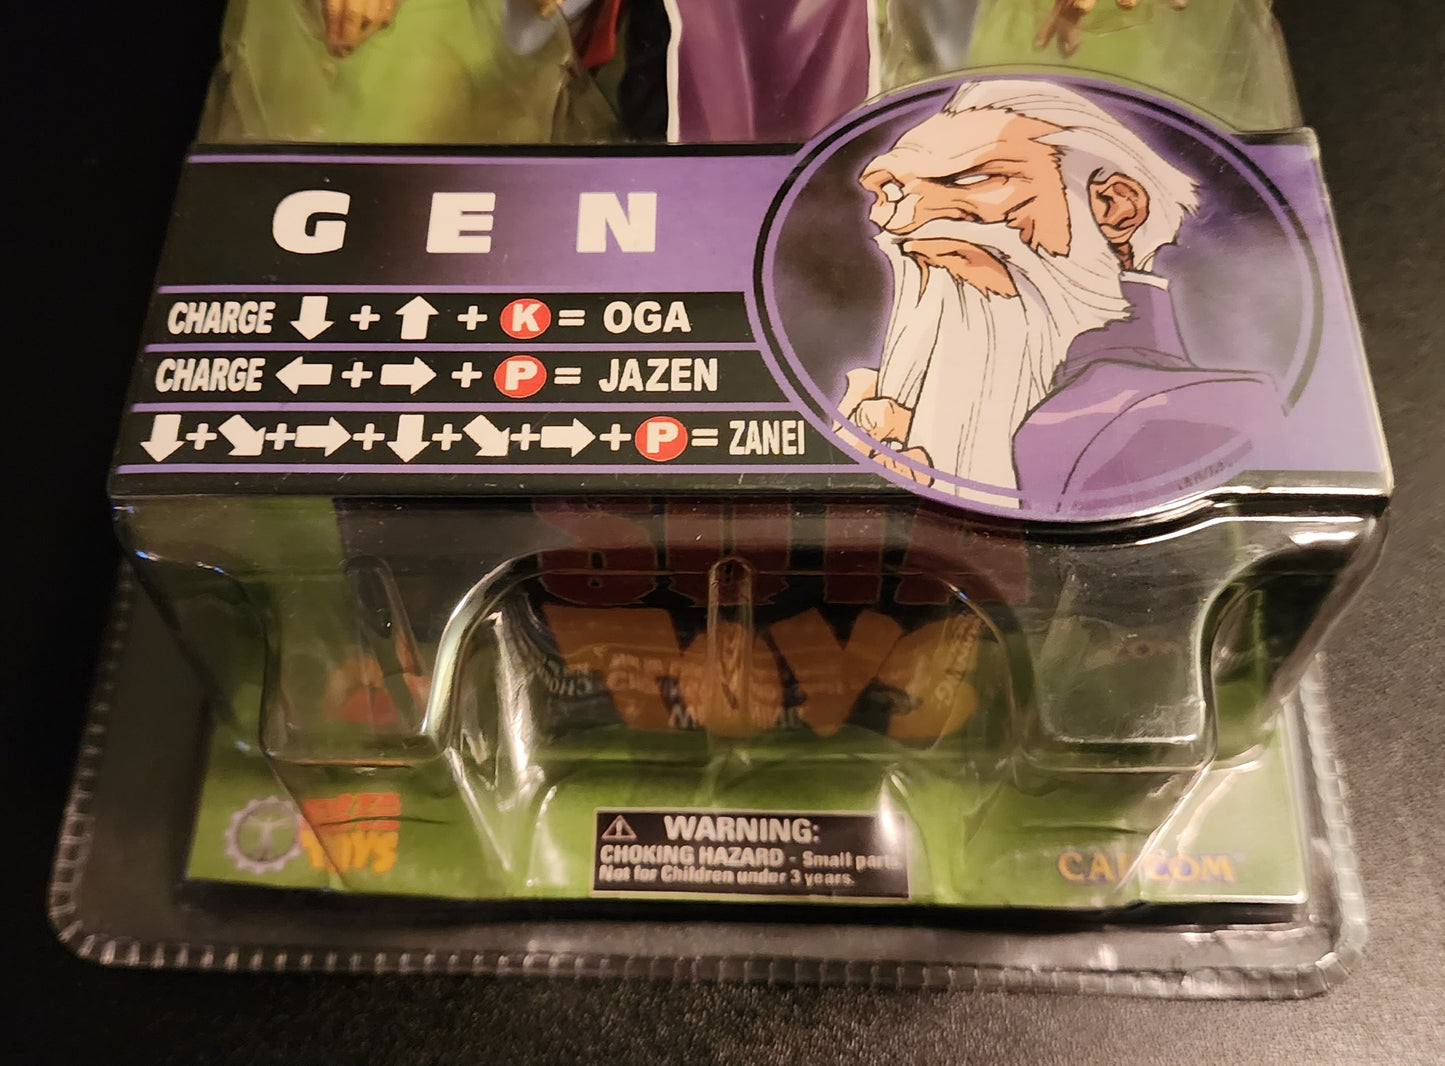 GEN
CHARGE ⬇ + ⬆ + K = OGA
CHARGE ⬅ + ➡ + P = JAZEN
⬇ + ↘ + ➡ + ⬇ + ↘ + ➡ + P = ZANEI
TOYS
TOYS
⚠ WARNING:
CHOKING HAZARD - Small parts
Not for Children under 3 years.
CAPCOM